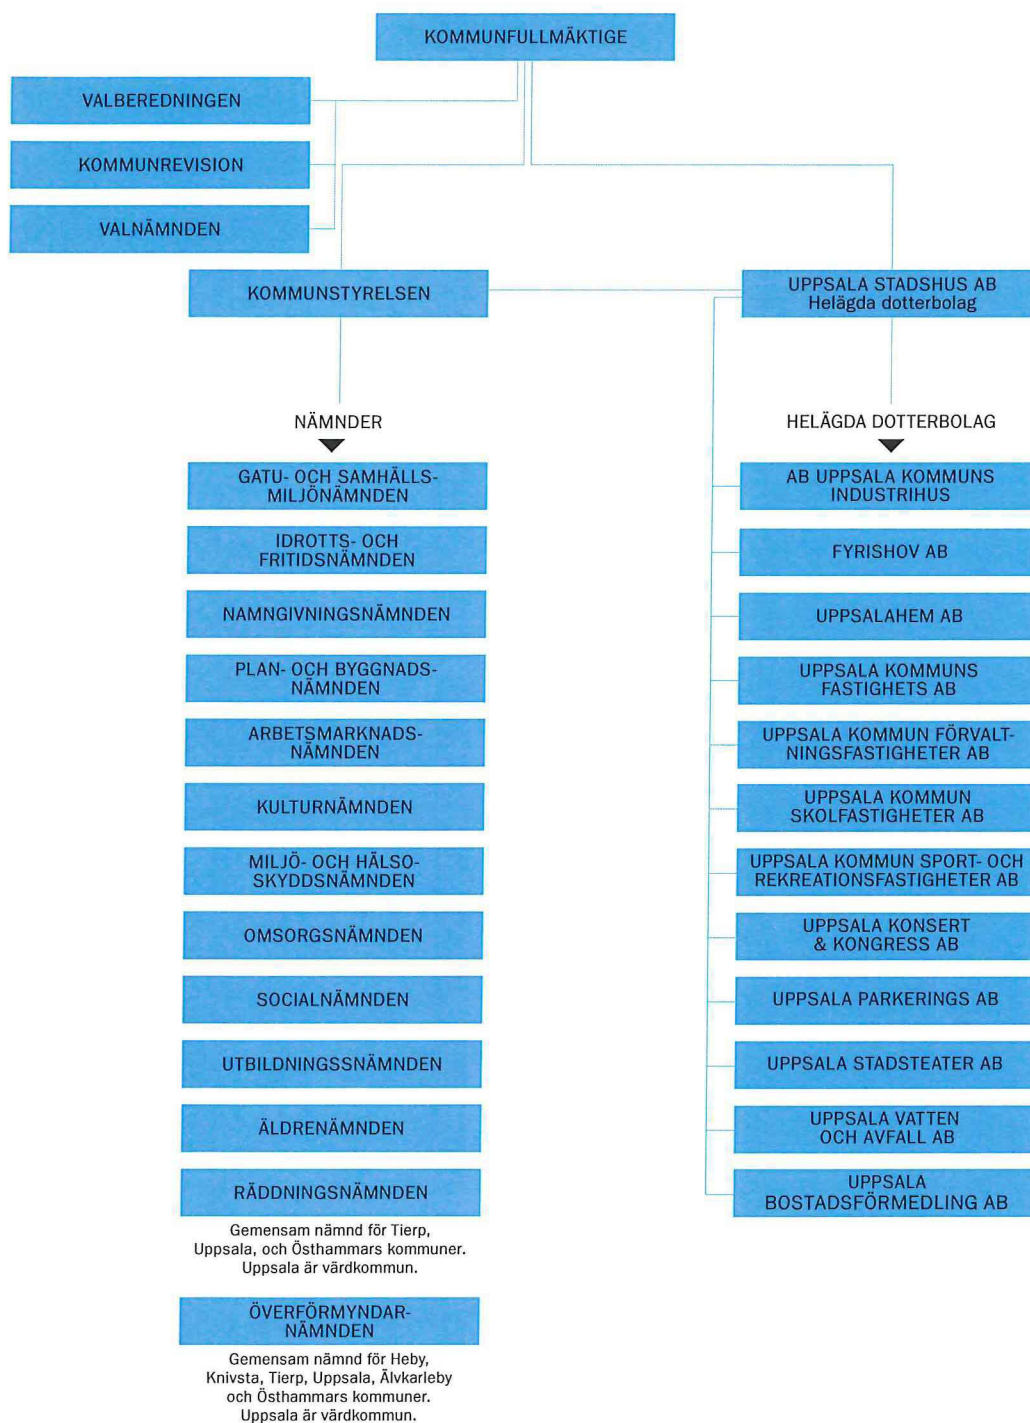 KOMMUNFULLMÄKTIGE
VALBEREDNINGEN
KOMMUNREVISION
VALNÄMNDEN
KOMMUNSTYRELSEN
UPPSALA STADSHUS AB
Helägda dotterbolag
NÄMNDER
GATU- OCH SAMHÄLLS-
MILJÖNÄMNDEN
IDROTTS- OCH
FRITIDSNÄMNDEN
NAMNGIVNINGSNÄMNDEN
PLAN- OCH BYGGNADS-
NÄMNDEN
ARBETSMARKNADS-
NÄMNDEN
KULTURNÄMNDEN
MILJÖ- OCH HÄLSO-
SKYDDSNÄMNDEN
OMSORGSNÄMNDEN
SOCIALNÄMNDEN
UTBILDNINGSSNÄMNDEN
ÄLDRENÄMNDEN
RÄDDNINGSNÄMNDEN
Gemensam nämnd för Tierp,
Uppsala, och Östhammars kommuner.
Uppsala är värdkommun.
ÖVERFÖRMYNDAR-
NÄMNDEN
Gemensam nämnd för Heby,
Knivsta, Tierp, Uppsala, Älvkarleby
och Östhammars kommuner.
Uppsala är värdkommun.
HELÄGDA DOTTERBOLAG
AB UPPSALA KOMMUNS
INDUSTRIHUS
FYRISHOV AB
UPPSALAHEM AB
UPPSALA KOMMUNS
FASTIGHETS AB
UPPSALA KOMMUN FÖRVALT-
NINGSFASTIGHETER AB
UPPSALA KOMMUN
SKOLFASTIGHETER AB
UPPSALA KOMMUN SPORT- OCH
REKREATIONSFASTIGHETER AB
UPPSALA KONSERT
& KONGRESS AB
UPPSALA PARKERINGS AB
UPPSALA STADSTEATER AB
UPPSALA VATTEN
OCH AVFALL AB
UPPSALA
BOSTADSFÖRMEDLING AB